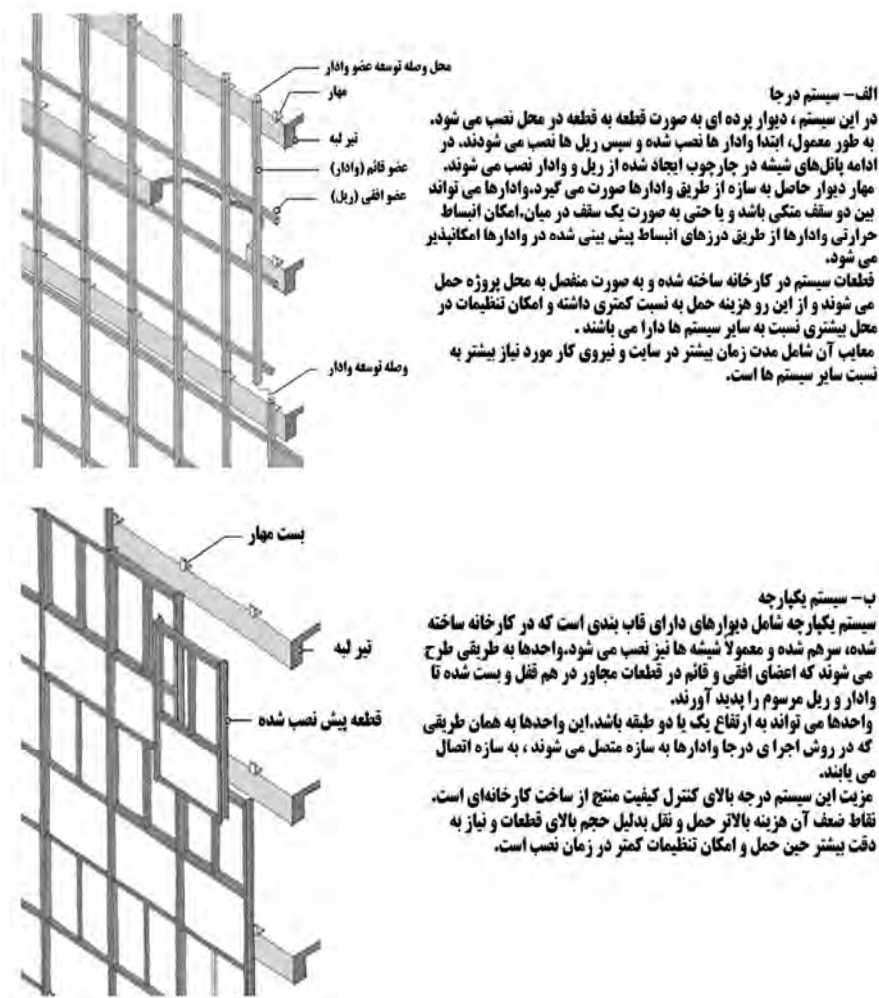 محل وصله توسعه عضو وادار
مهار
تیر لبه
عضو قائم (وادار)
عضو افقی (ریل)
وصله توسعه وادار
الف- سیستم درجا
در این سیستم ، دیوار پرده ای به صورت قطعه به قطعه در محل نصب می شود.
به طور معمول، ابتدا وادار ها نصب شده و سپس ریل ها نصب می شودند. در
ادامه پانل‌های شیشه در چارچوب ایجاد شده از ریل و وادار نصب می شوند.
مهار دیوار حاصل به سازه از طریق وادارها صورت می گیرد.وادارها می تواند
بین دو سقف متکی باشد و یا حتی به صورت یک سقف در میان.امکان انبساط
حرارتی وادارها از طریق درزهای انبساط پیش بینی شده در وادارها امکانپذیر
می شود.
قطعات سیستم در کارخانه ساخته شده و به صورت منفصل به محل پروژه حمل
می شوند و از این رو هزینه حمل به نسبت کمتری داشته و امکان تنظیمات در
محل بیشتری نسبت به سایر سیستم ها دارا می باشند .
معایب آن شامل مدت زمان بیشتر در سایت و نیروی کار مورد نیاز بیشتر به
نسبت سایر سیستم ها است.
بست مهار
تیر لبه
قطعه پیش نصب شده
ب- سیستم یکپارچه
سیستم یکپارچه شامل دیوارهای دارای قاب بندی است که در کارخانه ساخته
شده، سرهم شده و معمولاً شیشه ها نیز نصب می شود.واحدها به طریقی طرح
می شوند که اعضای افقی و قائم در قطعات مجاور در هم قفل و بست شده تا
وادار و ریل مرسوم را پدید آورند.
واحدها می تواند به ارتفاع یک یا دو طبقه باشد.این واحدها به همان طریقی
که در روش اجرا ی درجا وادارها به سازه متصل می شوند ، به سازه اتصال
می یابند.
مزیت این سیستم درجه بالای کنترل کیفیت منتج از ساخت کارخانه‌ای است.
نقاط ضعف آن هزینه بالاتر حمل و نقل بدلیل حجم بالای قطعات و نیاز به
دقت بیشتر حین حمل و امکان تنظیمات کمتر در زمان نصب است.